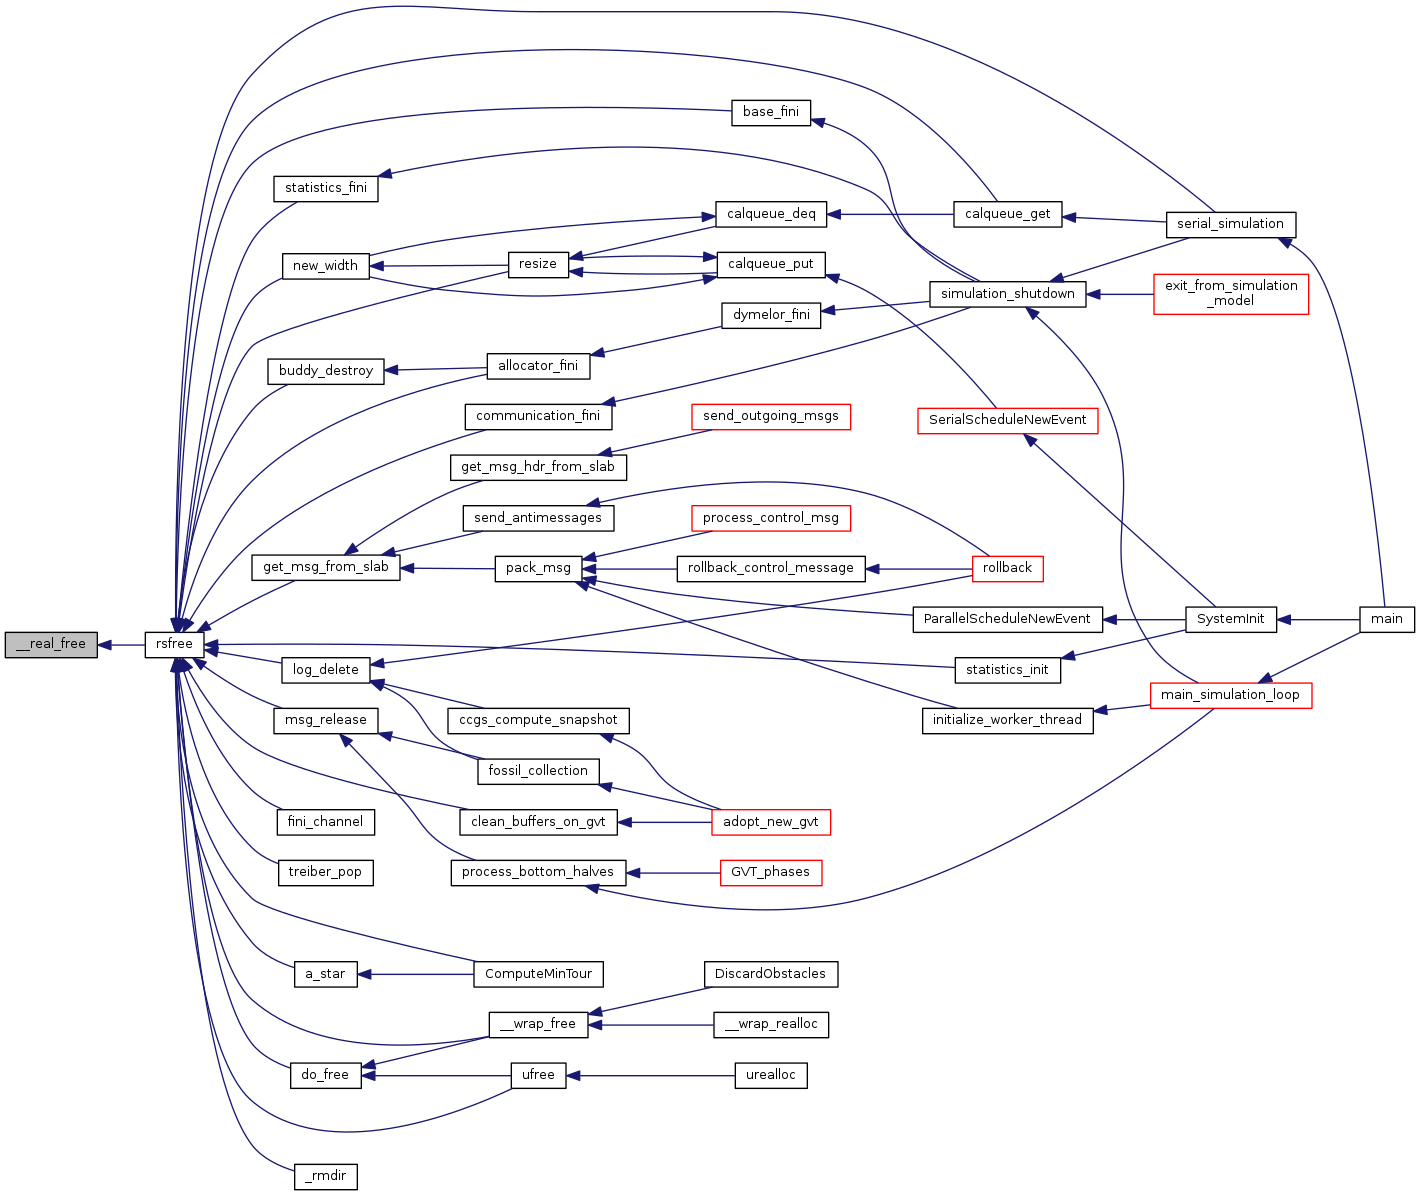 base_fini
statistics_fini
calqueue_deq
calqueue_get
serial_simulation
new_width
resize
calqueue_put
simulation_shutdown
exit_from_simulation
_model
dymelor_fini
buddy_destroy
allocator_fini
communication_fini
send_outgoing_msgs
SerialScheduleNewEvent
get_msg_hdr_from_slab
send_antimessages
process_control_msg
get_msg_from_slab
pack_msg
rollback_control_message
rollback
ParallelScheduleNewEvent
SystemInit
main
__real_free
rsfree
log_delete
statistics_init
main_simulation_loop
msg_release
ccgs_compute_snapshot
initialize_worker_thread
fossil_collection
fini_channel
clean_buffers_on_gvt
adopt_new_gvt
treiber_pop
process_bottom_halves
GVT_phases
a_star
ComputeMinTour
DiscardObstacles
__wrap_free
__wrap_realloc
do_free
ufree
urealloc
_rmdir